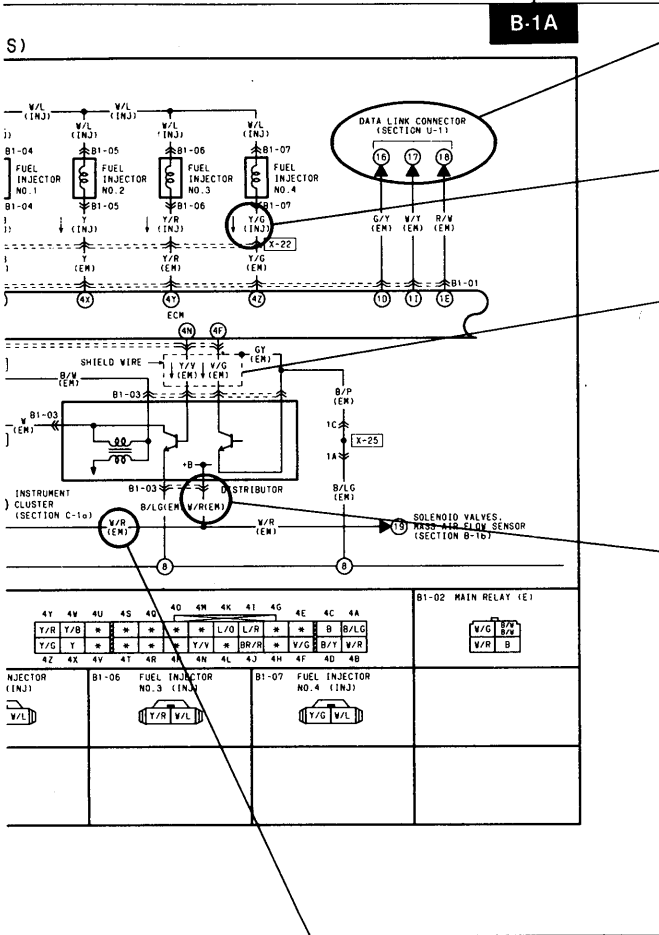 B-1A
S)
W/L (INJ) W/L (INJ)
W/L (INJ) W/L (INJ) W/L (INJ)
DATA LINK CONNECTOR
(SECTION U-1)
16 17 18
B1-04 B1-05 B1-06 B1-07
FUEL INJECTOR NO.1
FUEL INJECTOR NO.2
FUEL INJECTOR NO.3
FUEL INJECTOR NO.4
B1-04 B1-05 B1-06 B1-07
Y (INJ) Y/R (INJ) Y/G (INJ)
G/Y (EM) W/Y (EM) R/W (EM)
X-22
Y (EM) Y/R (EM) Y/G (EM)
B1-01
4X 4Y 4Z 1D 1I 1E
ECM
4N 4F
SHIELD WIRE
Y/V (EM) V/G (EM)
GY (EM)
B/W (EM)
B1-03
B/P (EM)
W (EM) B1-03
1C
X-25
1A
+B
B1-03
DISTRIBUTOR
B/LG(EM) W/R(EM)
B/LG (EM)
INSTRUMENT
CLUSTER
(SECTION C-1a)
W/R (EM)
W/R (EM)
19
SOLENOID VALVES.
MASS AIR FLOW SENSOR
(SECTION B-1b)
8 8
B1-02 MAIN RELAY (E)
4Y 4W 4U 4S 4Q 4O 4M 4K 4I 4G 4E 4C 4A
Y/R Y/B * * * * * L/O L/R * * B B/LG
Y/G Y * * * * Y/V * BR/R * V/G B/Y W/R
4Z 4X 4V 4T 4R 4P 4N 4L 4J 4H 4F 4D 4B
W/G B/W B/W
W/R B
NJECTOR
(INJ)
W/L
B1-06 FUEL INJECTOR
NO.3 (INJ)
Y/R W/L
B1-07 FUEL INJECTOR
NO.4 (INJ)
Y/G W/L